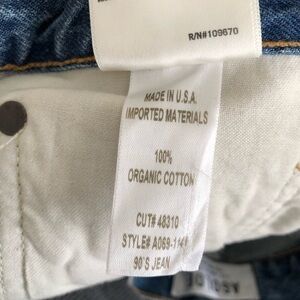 R/N#109670
MADE IN U.S.A.
IMPORTED MATERIALS
100%
ORGANIC COTTON
CUT# 48310
90'S JEAN